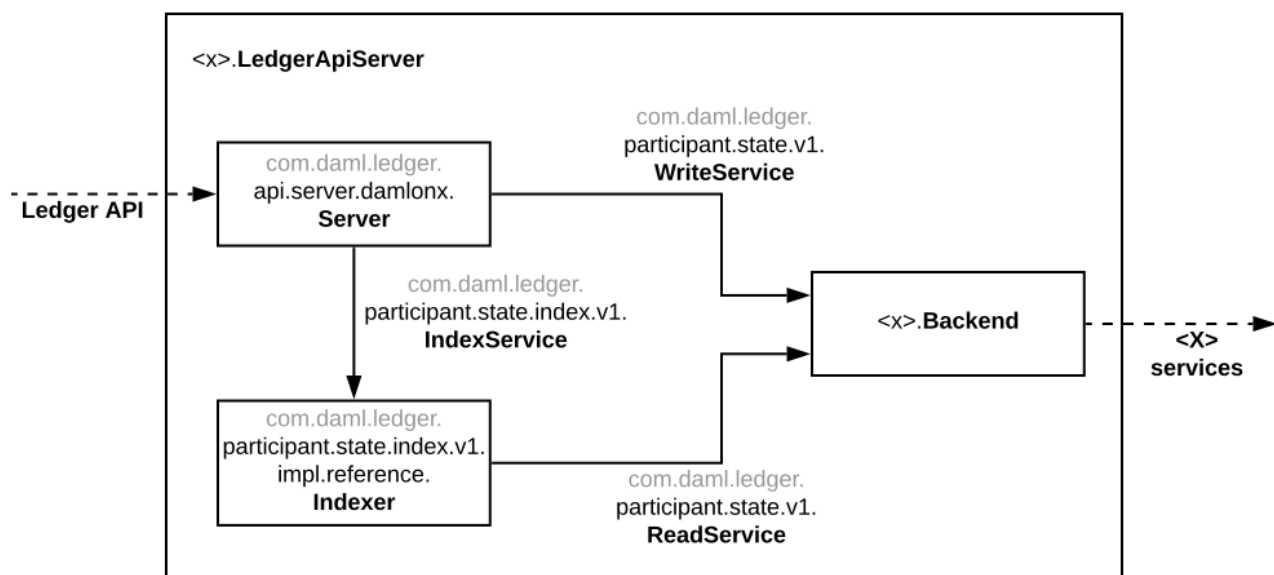 <x>.LedgerApiServer
com.daml.ledger.
participant.state.v1.
WriteService
com.daml.ledger.
api.server.damlonx.
Server
Ledger API
com.daml.ledger.
participant.state.index.v1.
IndexService
<x>.Backend
<X>
services
com.daml.ledger.
participant.state.index.v1.
impl.reference.
Indexer
com.daml.ledger.
participant.state.v1.
ReadService